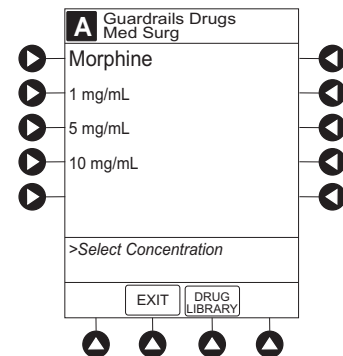 A
Guardrails Drugs
Med Surg
Morphine
1 mg/mL
5 mg/mL
10 mg/mL
>Select Concentration
EXIT
DRUG
LIBRARY